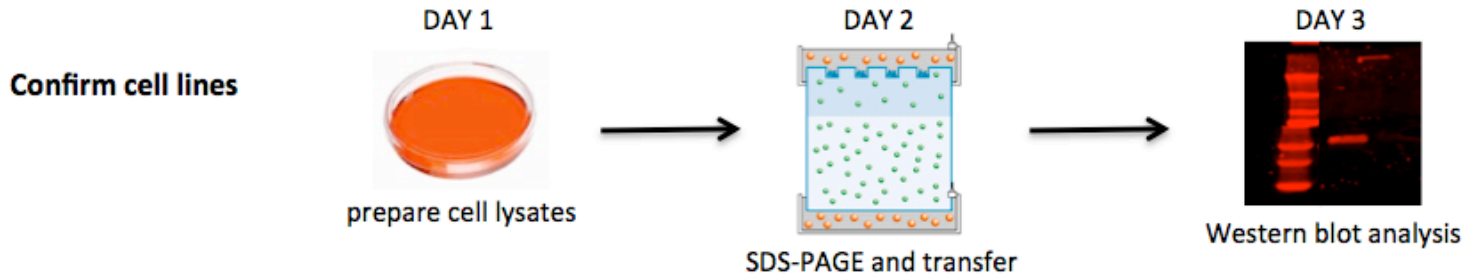 DAY 1
DAY 2
DAY 3
Confirm cell lines
prepare cell lysates
SDS-PAGE and transfer
Western blot analysis